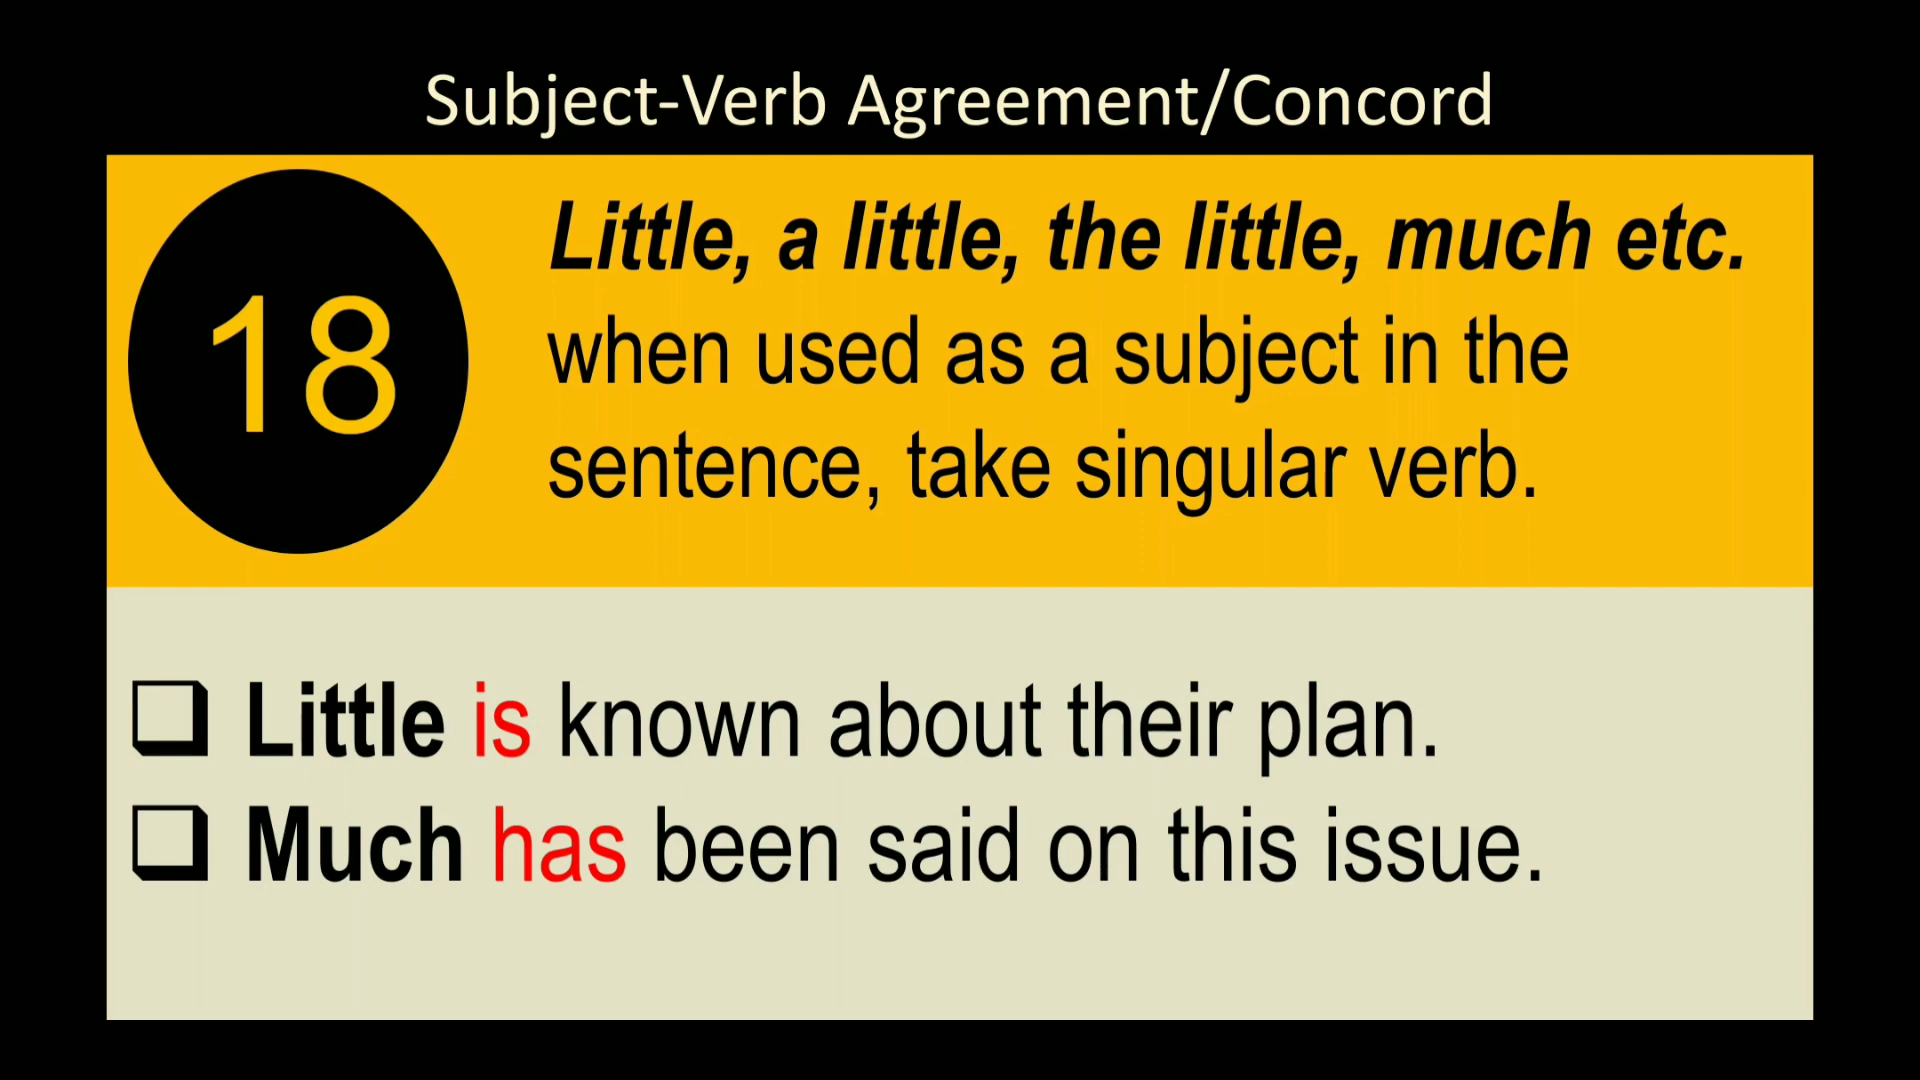 Subject-Verb Agreement/Concord
18
Little, a little, the little, much etc.
when used as a subject in the
sentence, take singular verb.
Little is known about their plan.
Much has been said on this issue.